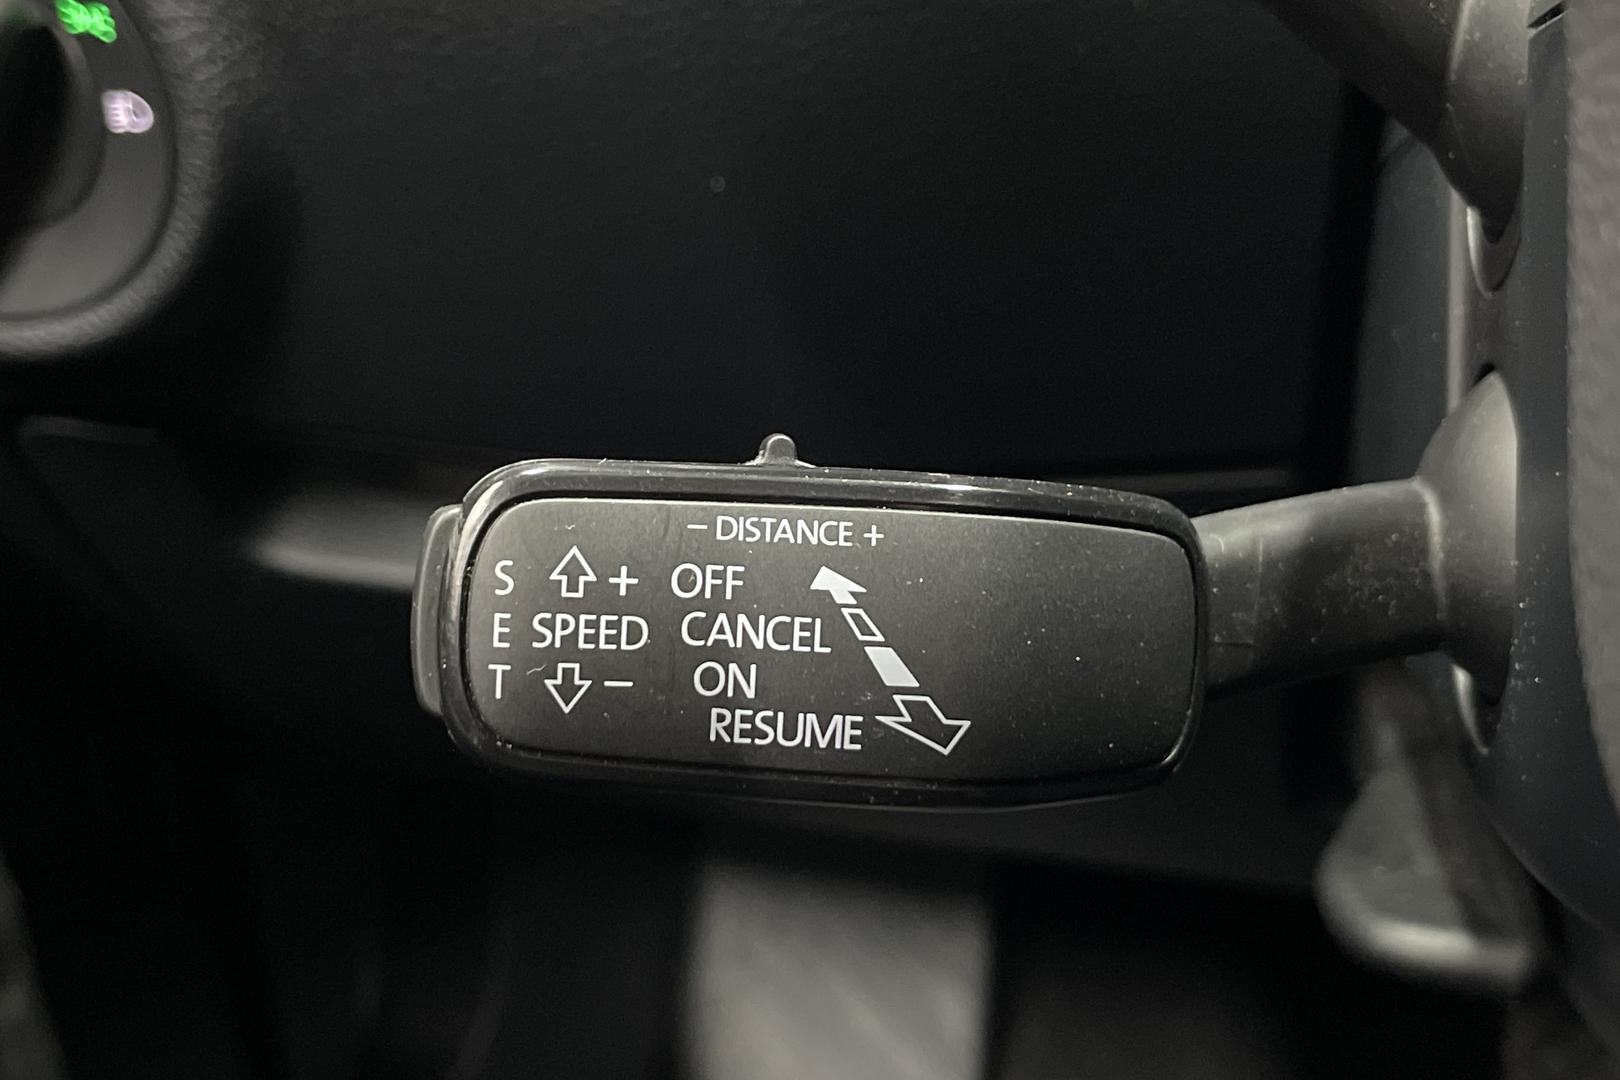 – DISTANCE +
S + OFF
E SPEED CANCEL
T – ON
RESUME